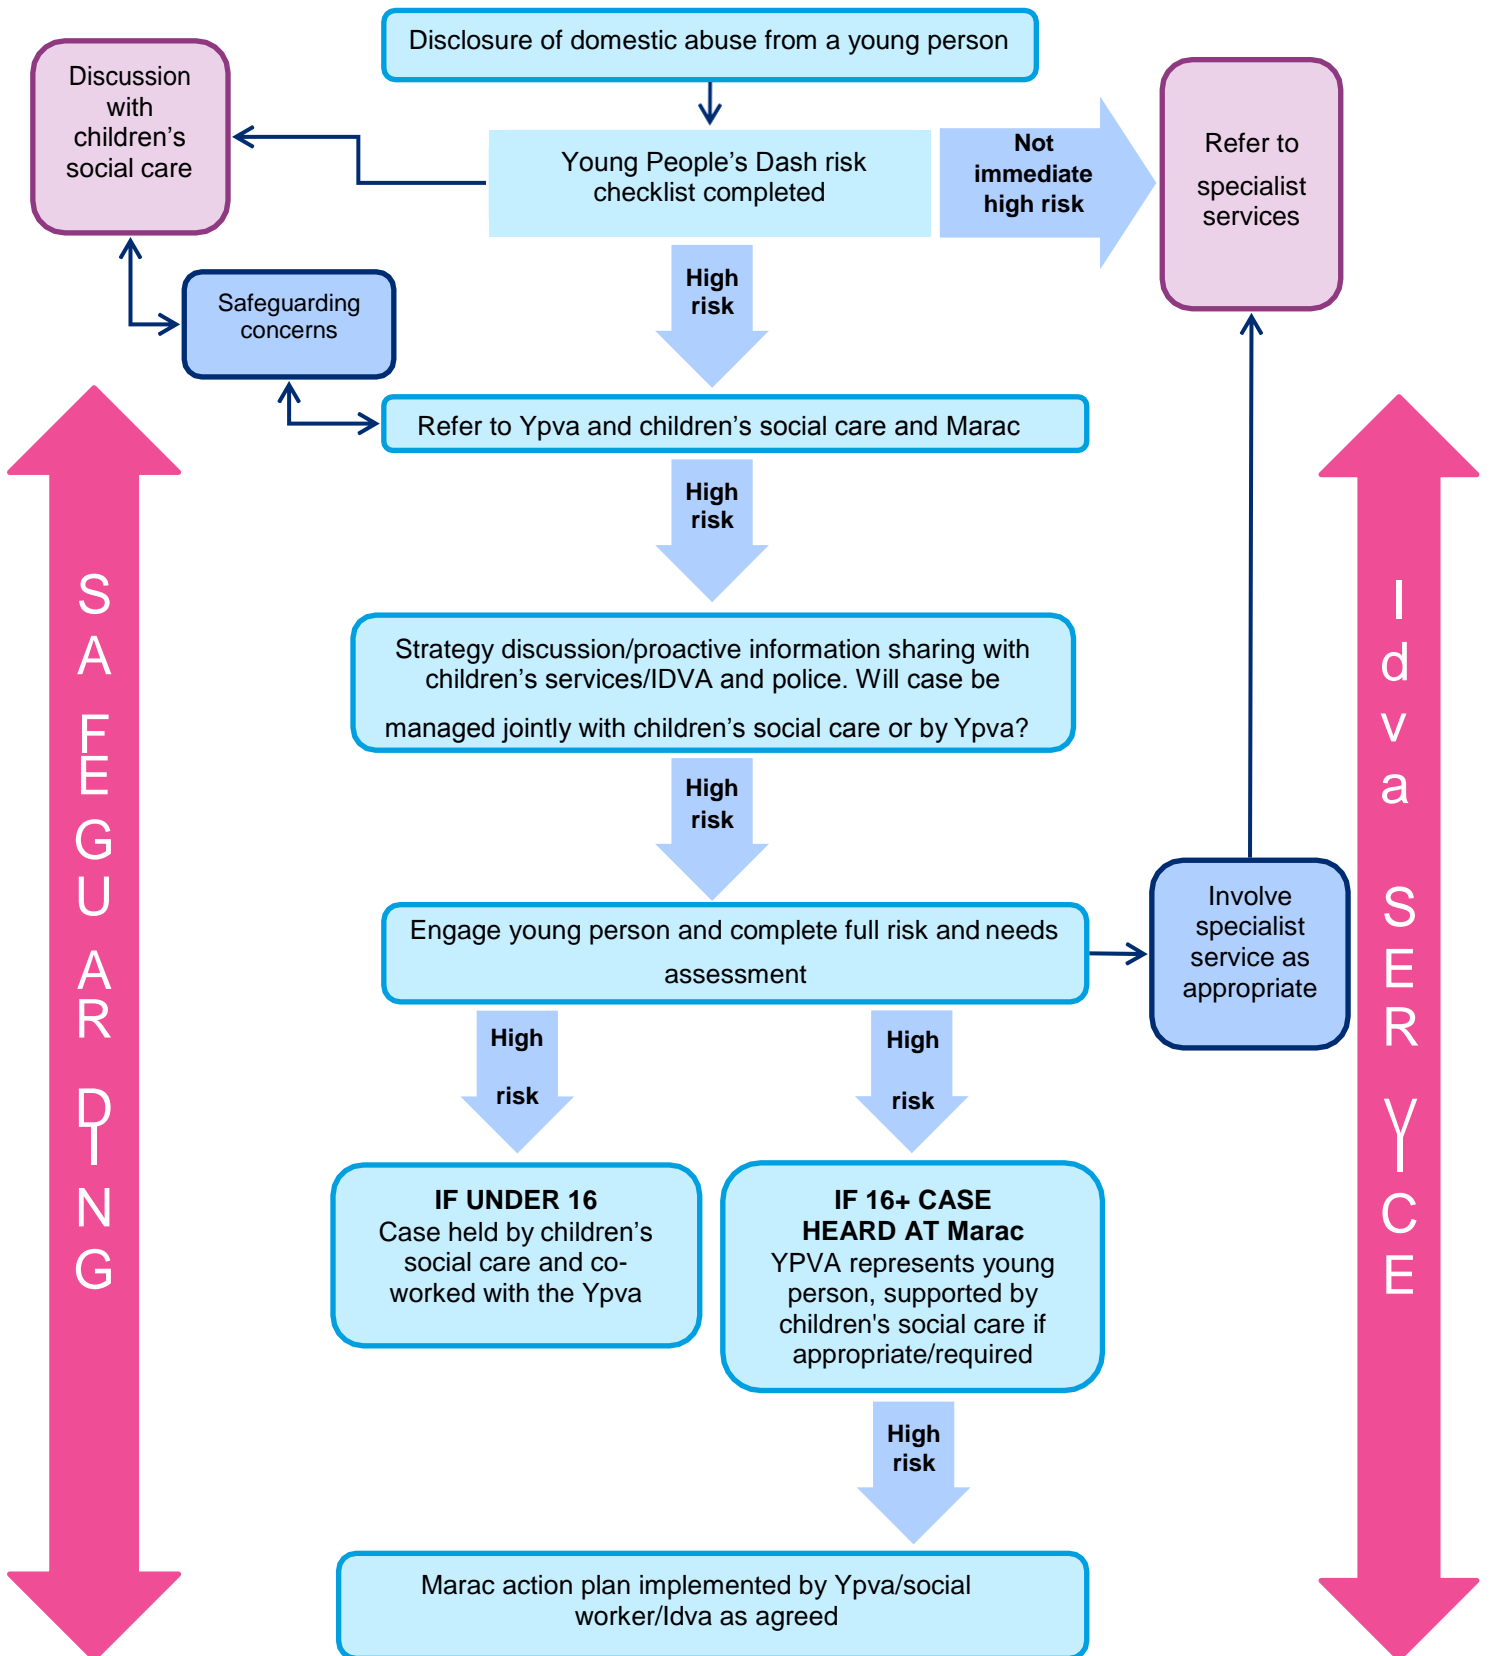 Disclosure of domestic abuse from a young person
Discussion
with
children’s
social care
Young People’s Dash risk
checklist completed
Not
immediate
high risk
Refer to
specialist
services
High
risk
Safeguarding
concerns
Refer to Ypva and children’s social care and Marac
High
risk
Strategy discussion/proactive information sharing with
children’s services/IDVA and police. Will case be
managed jointly with children’s social care or by Ypva?
High
risk
Engage young person and complete full risk and needs
assessment
Involve
specialist
service as
appropriate
High
risk
High
risk
IF UNDER 16
Case held by children’s
social care and co-
worked with the Ypva
IF 16+ CASE
HEARD AT Marac
YPVA represents young
person, supported by
children's social care if
appropriate/required
High
risk
Marac action plan implemented by Ypva/social
worker/Idva as agreed
SAFEGUARDING
Idva SERVICE